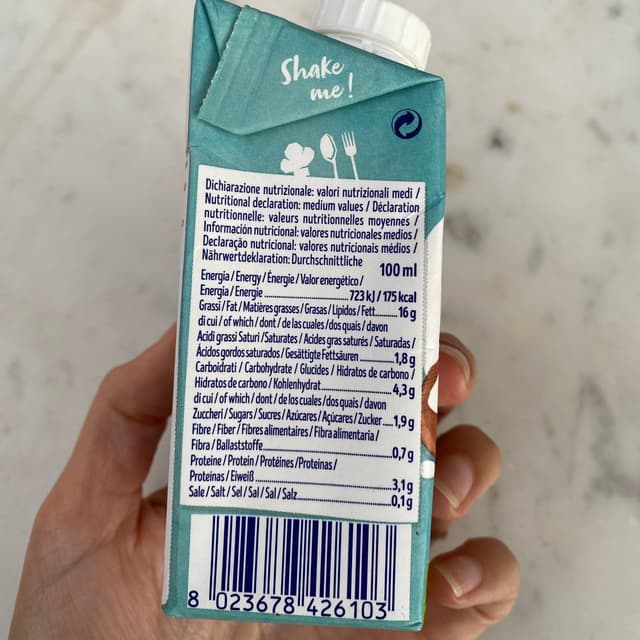 Shake
me!
Dichiarazione nutrizionale: valori nutrizionali medi /
Nutritional declaration: medium values / Déclaration
nutritionnelle: valeurs nutritionnelles moyennes /
Información nutricional: valores nutricionales medios /
Declaração nutricional: valores nutricionais médios /
Nährwertdeklaration: Durchschnittliche
100 ml
Energia / Energy / Énergie / Valor energético /
Energia / Energie ........ 723 kJ / 175 kcal
Grassi / Fat / Matières grasses / Grasas / Lípidos / Fett ..... 16 g
di cui / of which / dont / de las cuales / dos quais / davon
Acidi grassi Saturi / Saturates / Acides gras saturés / Saturadas /
Ácidos gordos saturados / Gesättigte Fettsäuren ........ 1,8 g
Carboidrati / Carbohydrate / Glucides / Hidratos de carbono /
Hidratos de carbono / Kohlenhydrat ........ 4,3 g
di cui / of which / dont / de los cuales / dos quais / davon
Zuccheri / Sugars / Sucres / Azúcares / Açúcares / Zucker .... 1,9 g
Fibre / Fiber / Fibres alimentaires / Fibra alimentaria /
Fibra / Ballaststoffe ........ 0,7 g
Proteine / Protein / Protéines / Proteinas /
Proteínas / Eiweiß ........ 3,1 g
Sale / Salt / Sel / Sal / Sal / Salz ........ 0,1 g
8 023678 426103